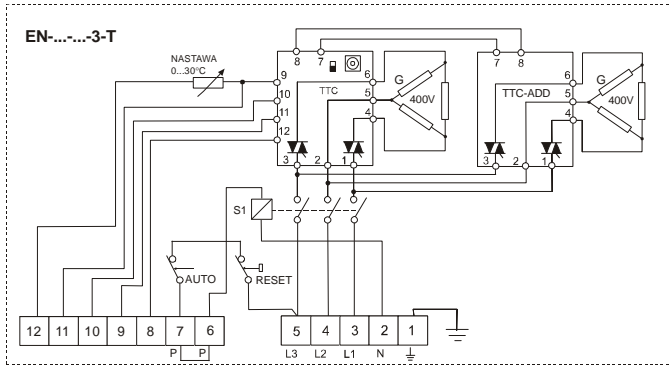 EN-...-...-3-T
NASTAWA
0...30°C
8 7 7 8
9
10
11
12
TTC
6
5
4
G
400V
3 2 1
TTC-ADD
6
5
4
G
400V
3 2 1
S1
AUTO
RESET
12 11 10 9 8 7 6
P P
5 4 3 2 1
L3 L2 L1 N